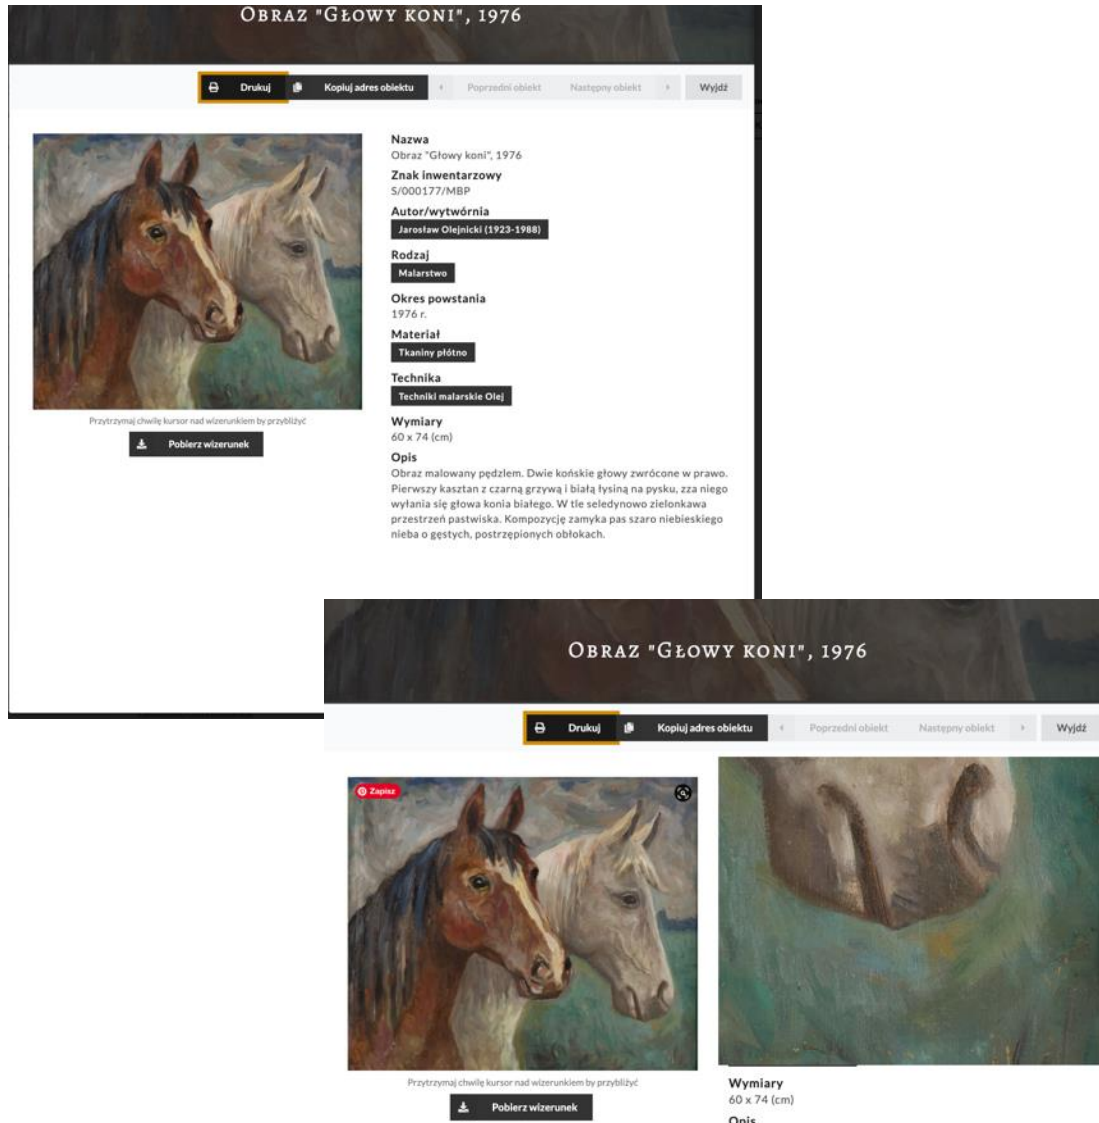 Obraz "Głowy koni", 1976
Drukuj Kopiuj adres obiektu Poprzedni obiekt Następny obiekt Wyjdź
Nazwa
Obraz "Głowy koni", 1976
Znak inwentarzowy
S/000177/MBP
Autor/wytwórnia
Jarosław Olejnicki (1923-1988)
Rodzaj
Malarstwo
Okres powstania
1976 r.
Materiał
Tkaniny płótno
Technika
Techniki malarskie Olej
Wymiary
60 x 74 (cm)
Opis
Obraz malowany pędzlem. Dwie końskie głowy zwrócone w prawo.
Pierwszy kasztan z czarną grzywą i białą łysiną na pysku, zza niego
wyłania się głowa konia białego. W tle seledynowo zielonkawa
przestrzeń pastwiska. Kompozycję zamyka pas szaro niebieskiego
nieba o gęstych, postrzępionych obłokach.
Przytrzymaj chwilę kursor nad wizerunkiem by przybliżyć
Pobierz wizerunek
Obraz "Głowy koni", 1976
Drukuj Kopiuj adres obiektu Poprzedni obiekt Następny obiekt Wyjdź
Zapisz
Przytrzymaj chwilę kursor nad wizerunkiem by przybliżyć
Pobierz wizerunek
Wymiary
60 x 74 (cm)
Opis